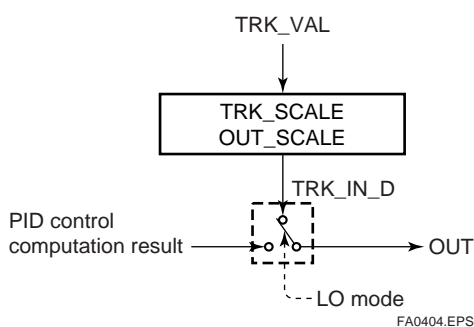 TRK_VAL
TRK_SCALE
OUT_SCALE
TRK_IN_D
PID control
computation result
OUT
LO mode
FA0404.EPS